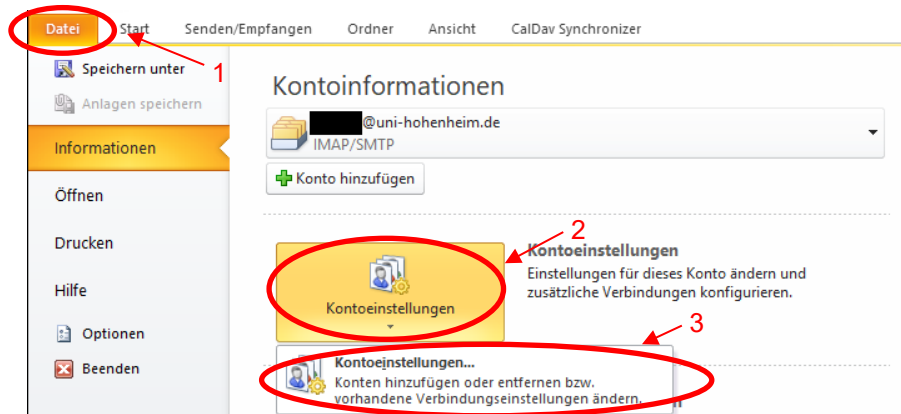 Datei Start Senden/Empfangen Ordner Ansicht CalDav Synchronizer
1
Speichern unter
Anlagen speichern
Informationen
Öffnen
Drucken
Hilfe
Optionen
Beenden
Kontoinformationen
@uni-hohenheim.de
IMAP/SMTP
Konto hinzufügen
2
Kontoeinstellungen
Kontoeinstellungen
Einstellungen für dieses Konto ändern und
zusätzliche Verbindungen konfigurieren.
3
Kontoeinstellungen...
Konten hinzufügen oder entfernen bzw.
vorhandene Verbindungseinstellungen ändern.